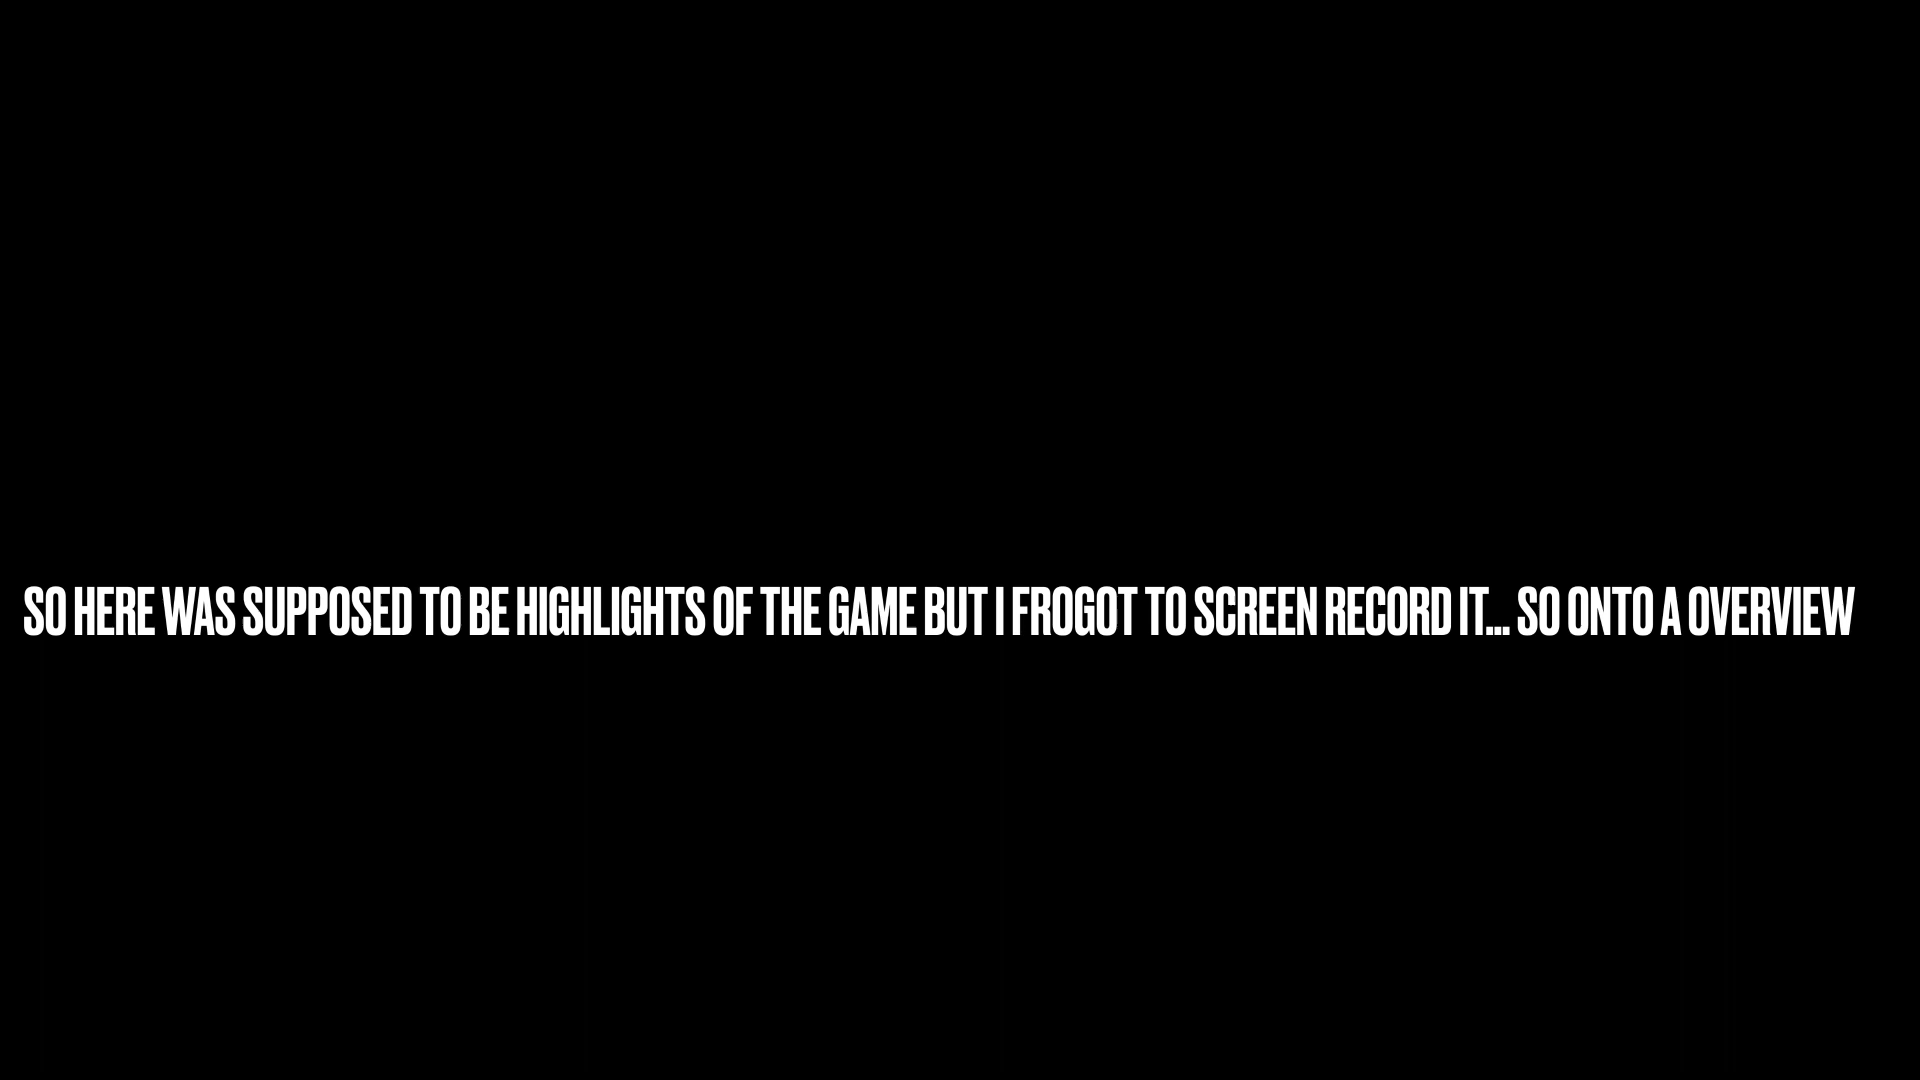 SO HERE WAS SUPPOSED TO BE HIGHLIGHTS OF THE GAME BUT I FROGOT TO SCREEN RECORD IT... SO ONTO A OVERVIEW